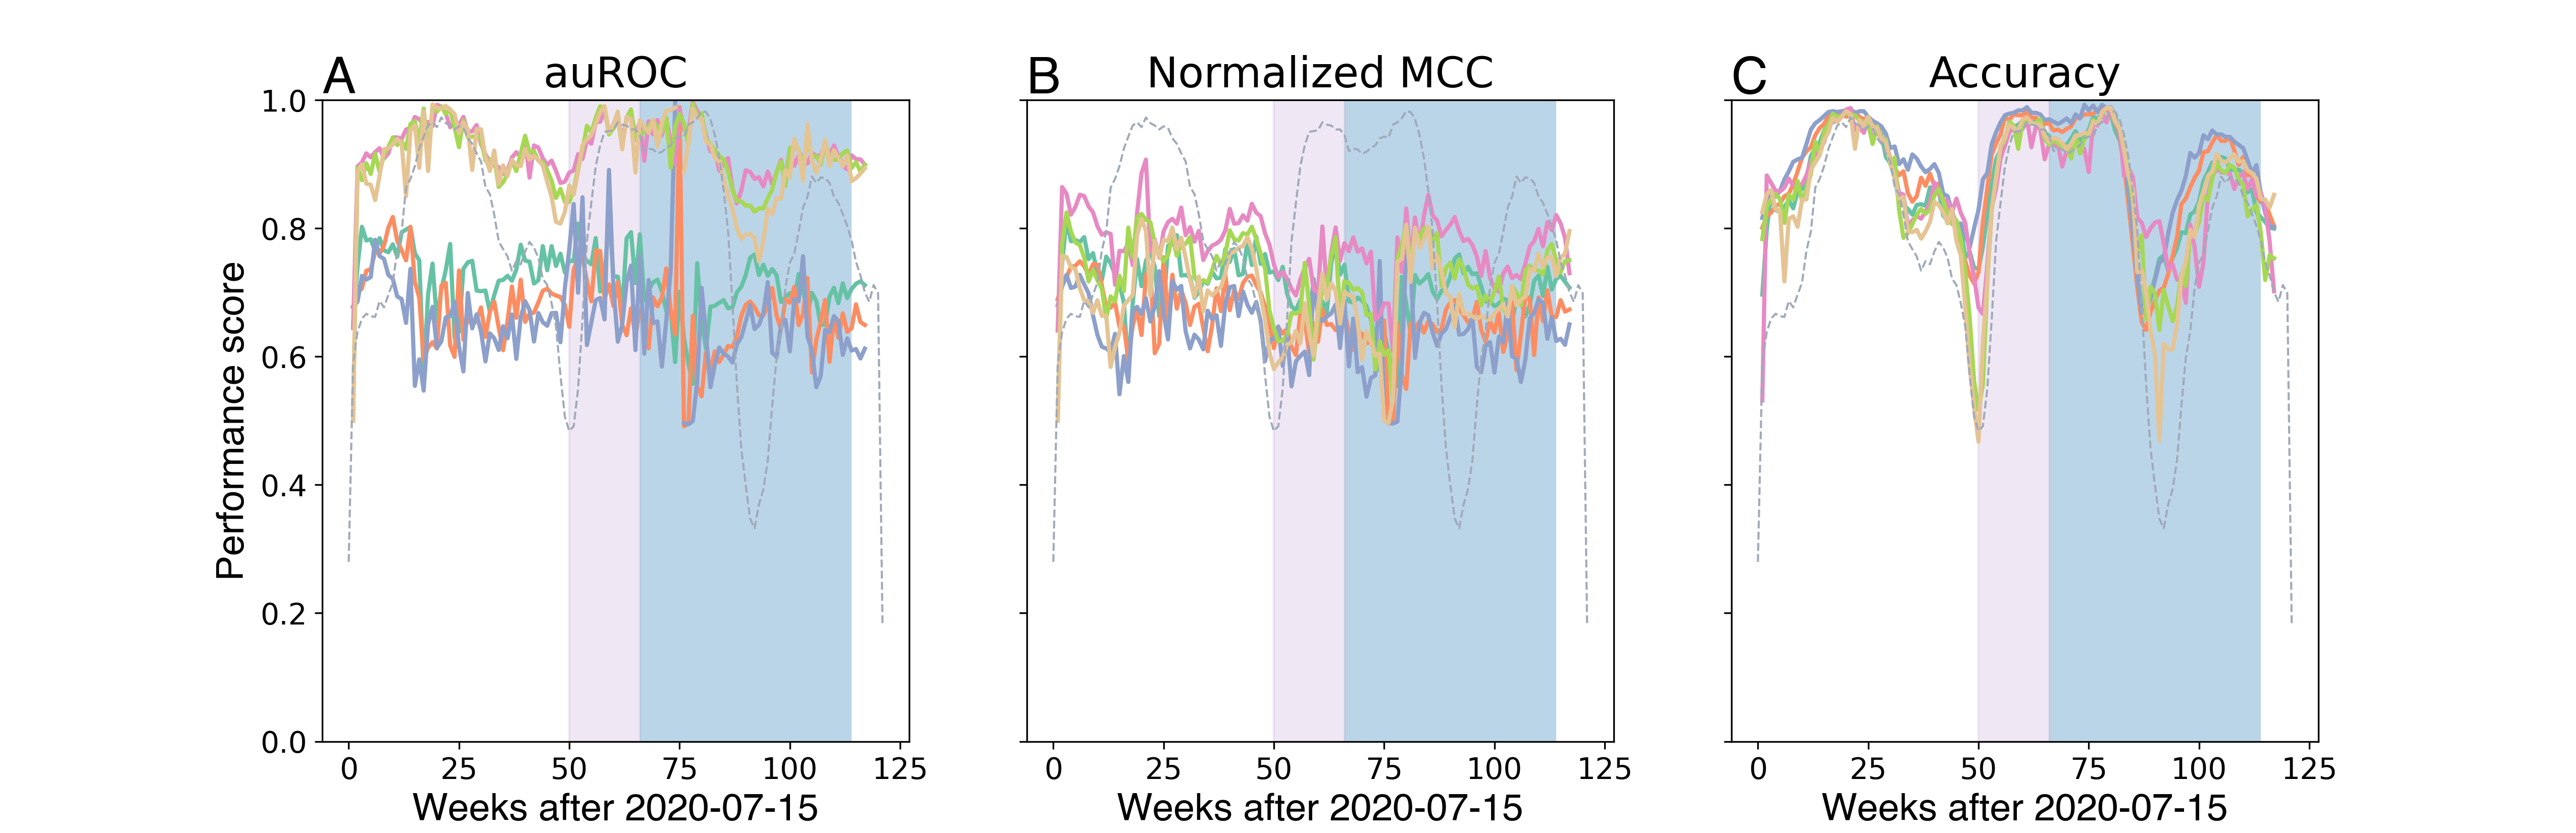 A auROC
B Normalized MCC
C Accuracy
Performance score
1.0
0.8
0.6
0.4
0.2
0.0
0 25 50 75 100 125
0 25 50 75 100 125
0 25 50 75 100 125
Weeks after 2020-07-15
Weeks after 2020-07-15
Weeks after 2020-07-15